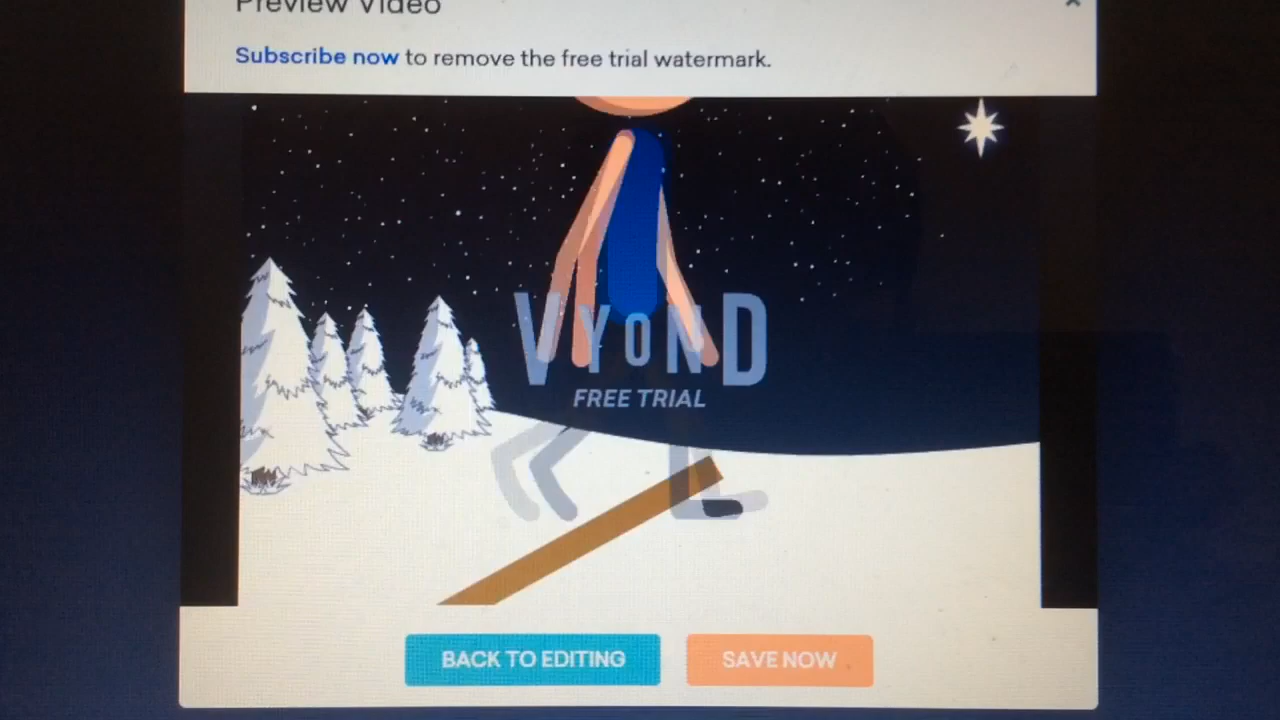 Preview Video
Subscribe now to remove the free trial watermark.
VYOND
FREE TRIAL
BACK TO EDITING
SAVE NOW